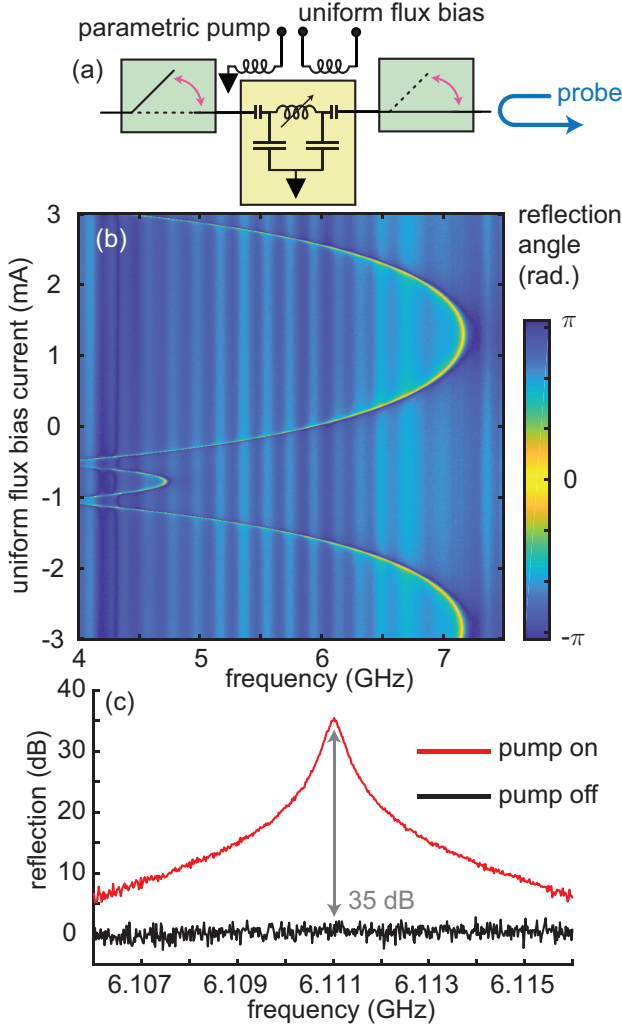 parametric pump
uniform flux bias
(a)
probe
(b)
uniform flux bias current (mA)
3
2
1
0
-1
-2
-3
4
5
6
7
frequency (GHz)
reflection
angle
(rad.)
π
0
-π
(c)
reflection (dB)
40
30
20
10
0
pump on
pump off
35 dB
6.107
6.109
6.111
6.113
6.115
frequency (GHz)